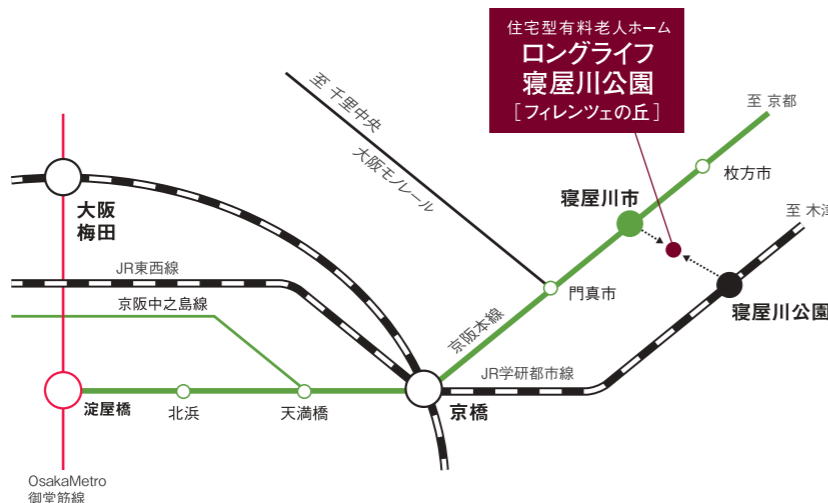 住宅型有料老人ホーム
ロングライフ
寝屋川公園
[フィレンツェの丘]
至 千里中央
大阪モノレール
至 京都
枚方市
寝屋川市
至 木津
大阪
梅田
JR東西線
京阪中之島線
京阪本線
門真市
寝屋川公園
JR学研都市線
淀屋橋
北浜
天満橋
京橋
OsakaMetro
御堂筋線